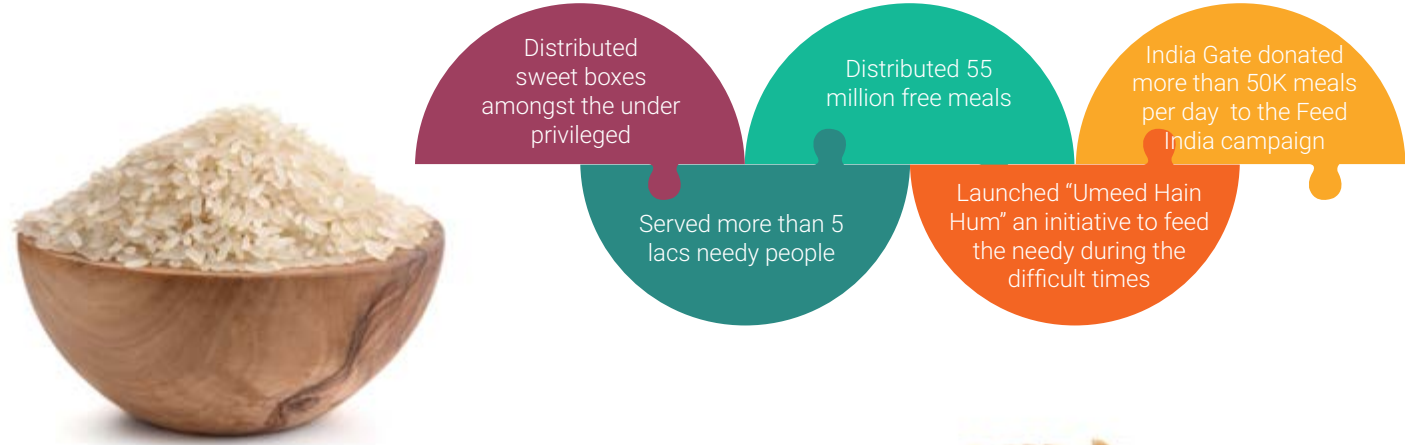 Distributed
sweet boxes
amongst the under
privileged
Served more than 5
lacs needy people
Distributed 55
million free meals
Launched “Umeed Hain
Hum” an initiative to feed
the needy during the
difficult times
India Gate donated
more than 50K meals
per day  to the Feed
India campaign